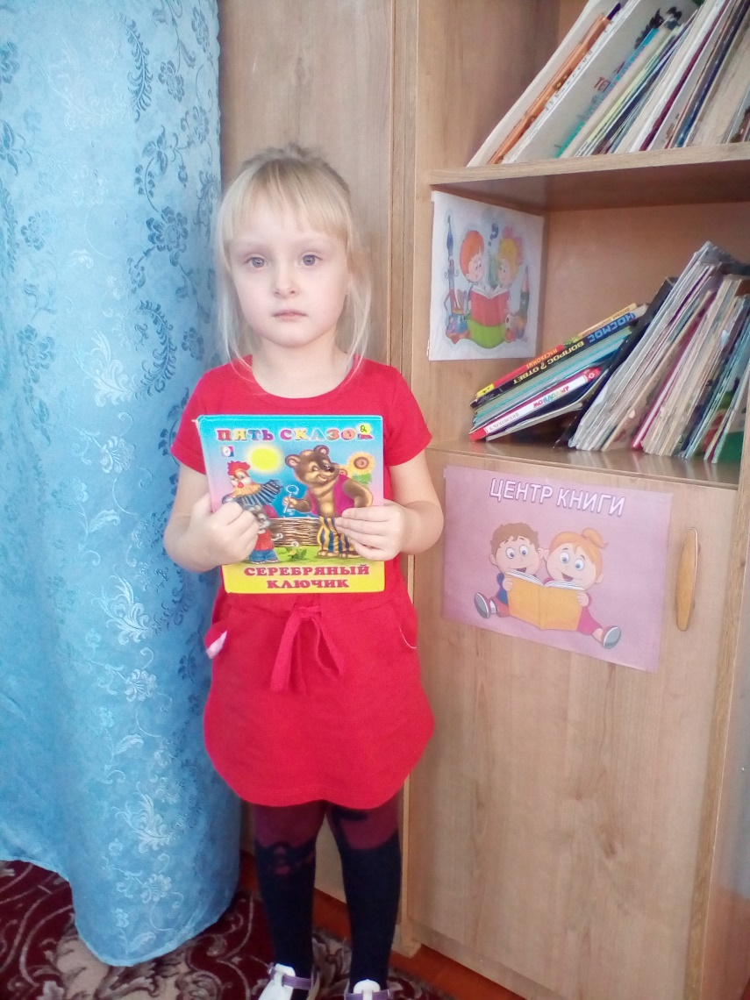 ПЯТЬ СКАЗОК
СЕРЕБРЯНЫЙ
КЛЮЧИК
ЦЕНТР КНИГИ
КОСМОС
ВОПРОС? ОТВЕТ